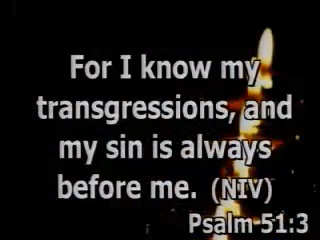 For I know my
transgressions, and
my sin is always
before me. (NIV)
Psalm 51:3